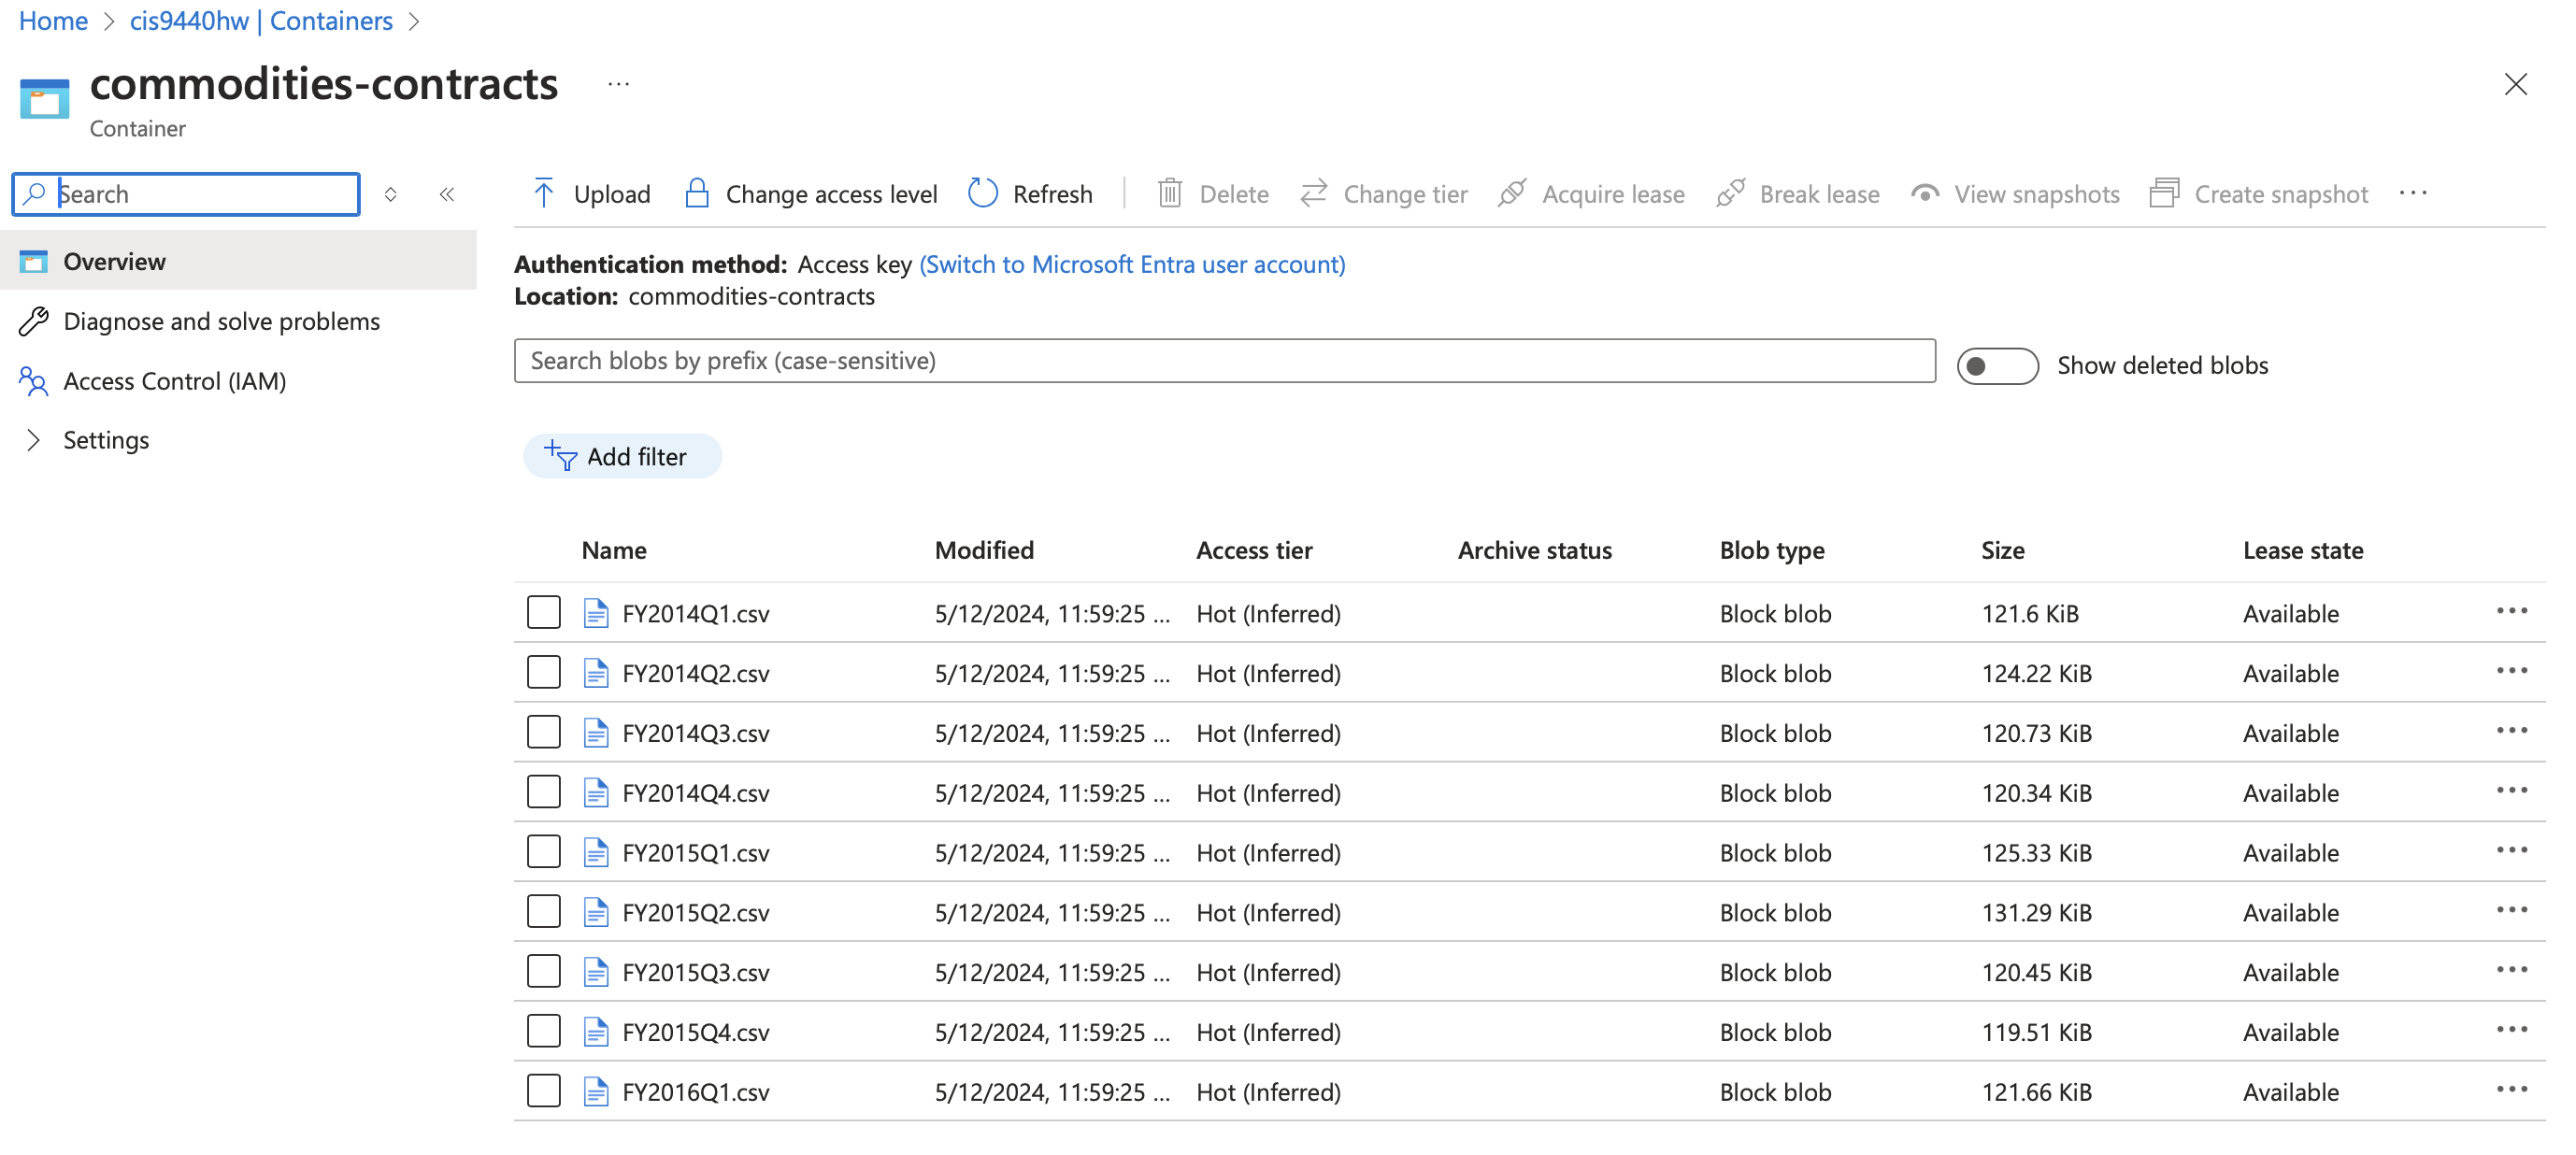 Home > cis9440hw | Containers >
commodities-contracts ...
Container
Search
Upload Change access level Refresh | Delete Change tier Acquire lease Break lease View snapshots Create snapshot ...
Overview
Diagnose and solve problems
Access Control (IAM)
Settings
Authentication method: Access key (Switch to Microsoft Entra user account)
Location: commodities-contracts
Search blobs by prefix (case-sensitive)
Show deleted blobs
Add filter
Name Modified Access tier Archive status Blob type Size Lease state
FY2014Q1.csv 5/12/2024, 11:59:25 ... Hot (Inferred) Block blob 121.6 KiB Available ...
FY2014Q2.csv 5/12/2024, 11:59:25 ... Hot (Inferred) Block blob 124.22 KiB Available ...
FY2014Q3.csv 5/12/2024, 11:59:25 ... Hot (Inferred) Block blob 120.73 KiB Available ...
FY2014Q4.csv 5/12/2024, 11:59:25 ... Hot (Inferred) Block blob 120.34 KiB Available ...
FY2015Q1.csv 5/12/2024, 11:59:25 ... Hot (Inferred) Block blob 125.33 KiB Available ...
FY2015Q2.csv 5/12/2024, 11:59:25 ... Hot (Inferred) Block blob 131.29 KiB Available ...
FY2015Q3.csv 5/12/2024, 11:59:25 ... Hot (Inferred) Block blob 120.45 KiB Available ...
FY2015Q4.csv 5/12/2024, 11:59:25 ... Hot (Inferred) Block blob 119.51 KiB Available ...
FY2016Q1.csv 5/12/2024, 11:59:25 ... Hot (Inferred) Block blob 121.66 KiB Available ...